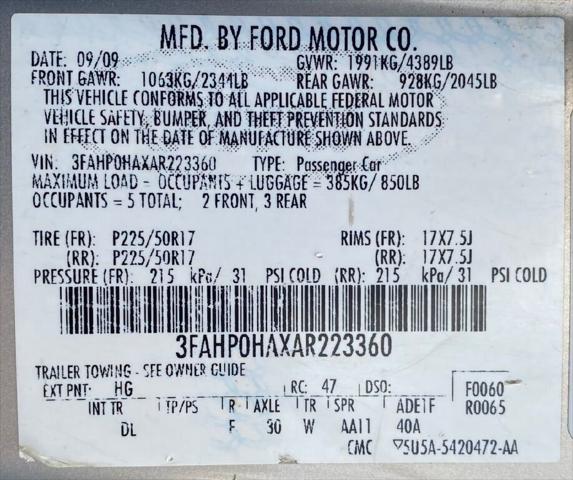 MFD. BY FORD MOTOR CO.
DATE: 09/09 GVWR: 1991KG/4389LB
FRONT GAWR: 1063KG/2344LB REAR GAWR: 928KG/2045LB
THIS VEHICLE CONFORMS TO ALL APPLICABLE FEDERAL MOTOR
VEHICLE SAFETY, BUMPER, AND THEFT PREVENTION STANDARDS
IN EFFECT ON THE DATE OF MANUFACTURE SHOWN ABOVE.
VIN: 3FAHP0HAXAR223360 TYPE: Passenger Car
MAXIMUM LOAD = OCCUPANTS + LUGGAGE = 385KG/850LB
OCCUPANTS = 5 TOTAL; 2 FRONT, 3 REAR
TIRE (FR): P225/50R17 RIMS (FR): 17X7.5J
(RR): P225/50R17 (RR): 17X7.5J
PRESSURE (FR): 215 kPa/ 31 PSI COLD (RR): 215 kPa/31 PSI COLD
3FAHP0HAXAR223360
TRAILER TOWING - SEE OWNER GUIDE
EXT PNT: HG RC: 47 DSO: F0060
INT TR TP/PS R AXLE TR SPR ADE1F R0065
DL F 30 W AA11 40A
CMC ▽5U5A-5420472-AA